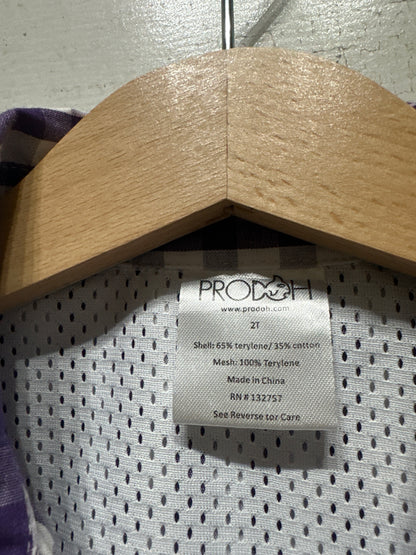 PRODOH
www.prodoh.com
2T
Shell: 65% terylene/ 35% cotton
Mesh: 100% Terylene
Made in China
RN # 132757
See Reverse for Care